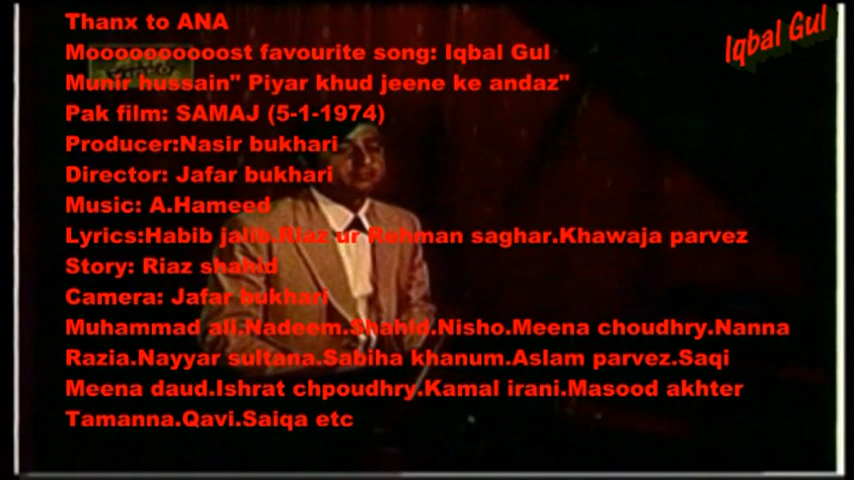 Thanx to ANA
Moooooooooost favourite song: Iqbal Gul
Munir hussain" Piyar khud jeene ke andaz"
Pak film: SAMAJ (5-1-1974)
Producer:Nasir bukhari
Director: Jafar bukhari
Music: A.Hameed
Lyrics:Habib jalib.Riaz ur Rehman saghar.Khawaja parvez
Story: Riaz shahid
Camera: Jafar bukhari
Muhammad ali.Nadeem.Shahid.Nisho.Meena choudhry.Nanna
Razia.Nayyar sultana.Sabiha khanum.Aslam parvez.Saqi
Meena daud.Ishrat chpoudhry.Kamal irani.Masood akhter
Tamanna.Qavi.Saiqa etc
Iqbal Gul